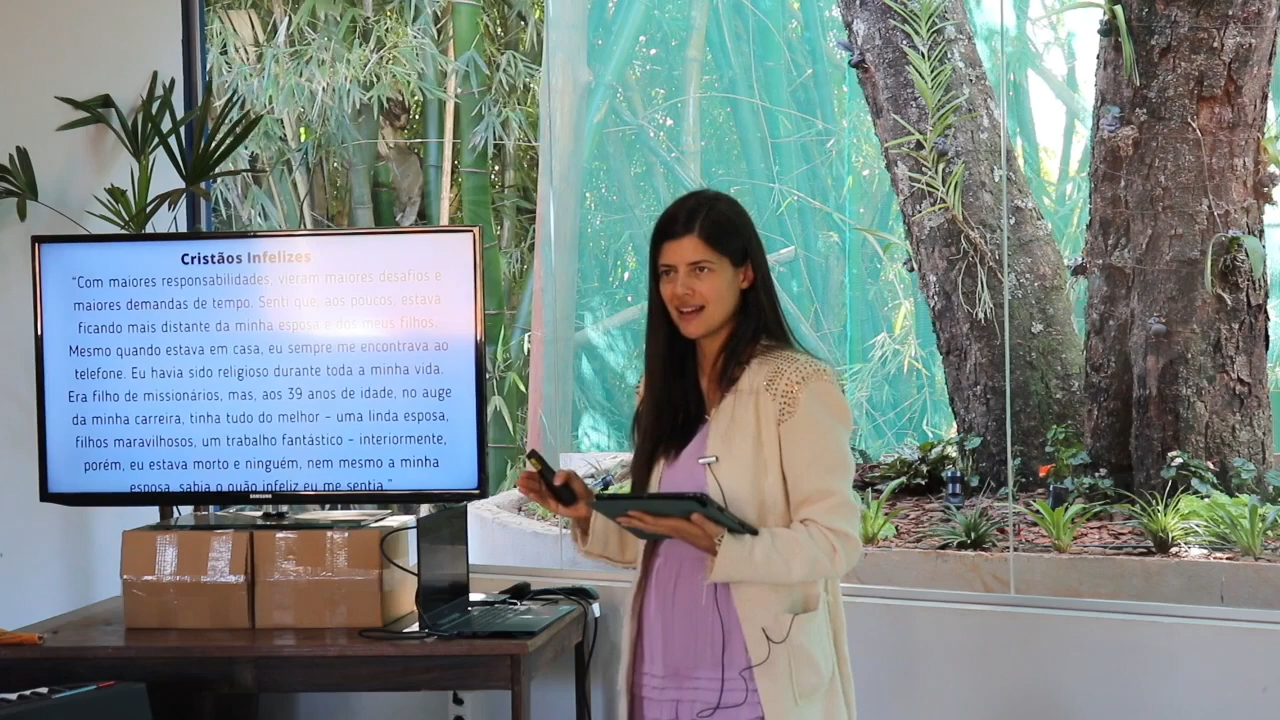 Cristãos Infelizes
“Com maiores responsabilidades, vieram maiores desafios e
maiores demandas de tempo. Senti que, aos poucos, estava
ficando mais distante da minha esposa e dos meus filhos.
Mesmo quando estava em casa, eu sempre me encontrava ao
telefone. Eu havia sido religioso durante toda a minha vida.
Era filho de missionários, mas, aos 39 anos de idade, no auge
da minha carreira, tinha tudo do melhor – uma linda esposa,
filhos maravilhosos, um trabalho fantástico – interiormente,
porém, eu estava morto e ninguém, nem mesmo a minha
esposa, sabia o quão infeliz eu me sentia.”
SAMSUNG